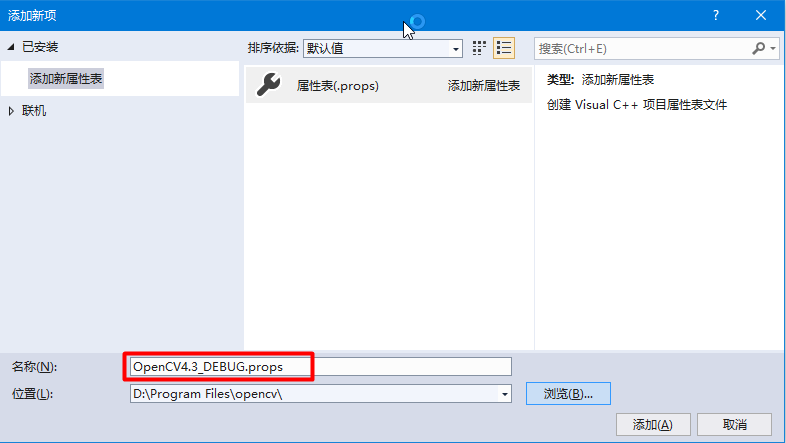 添加新项
?
已安装
添加新属性表
联机
排序依据: 默认值
搜索(Ctrl+E)
属性表(.props) 添加新属性表
类型: 添加新属性表
创建 Visual C++ 项目属性表文件
名称(N): OpenCV4.3_DEBUG.props
位置(L): D:\Program Files\opencv\ 浏览(B)...
添加(A) 取消